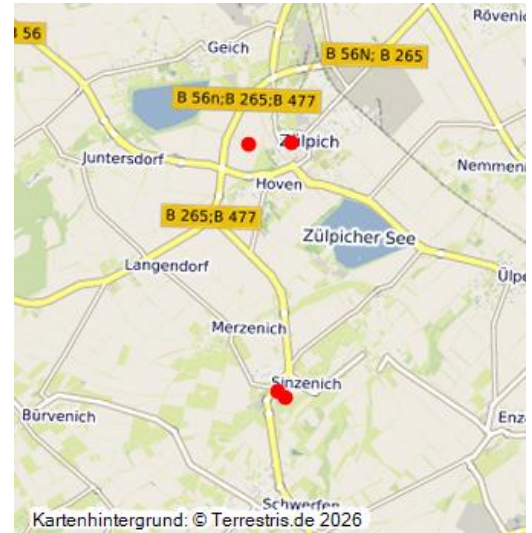 Röveni
56
Geich
B 56N; B 265
B 56n;B 265;B 477
Zülpich
Juntersdorf
Nemmeni
Hoven
B 265;B 477
Zülpicher See
Langendorf
Ülpe
Merzenich
Sinzenich
Bürvenich
Enz
Schwerfen
Kartenhintergrund: © Terrestris.de 2026